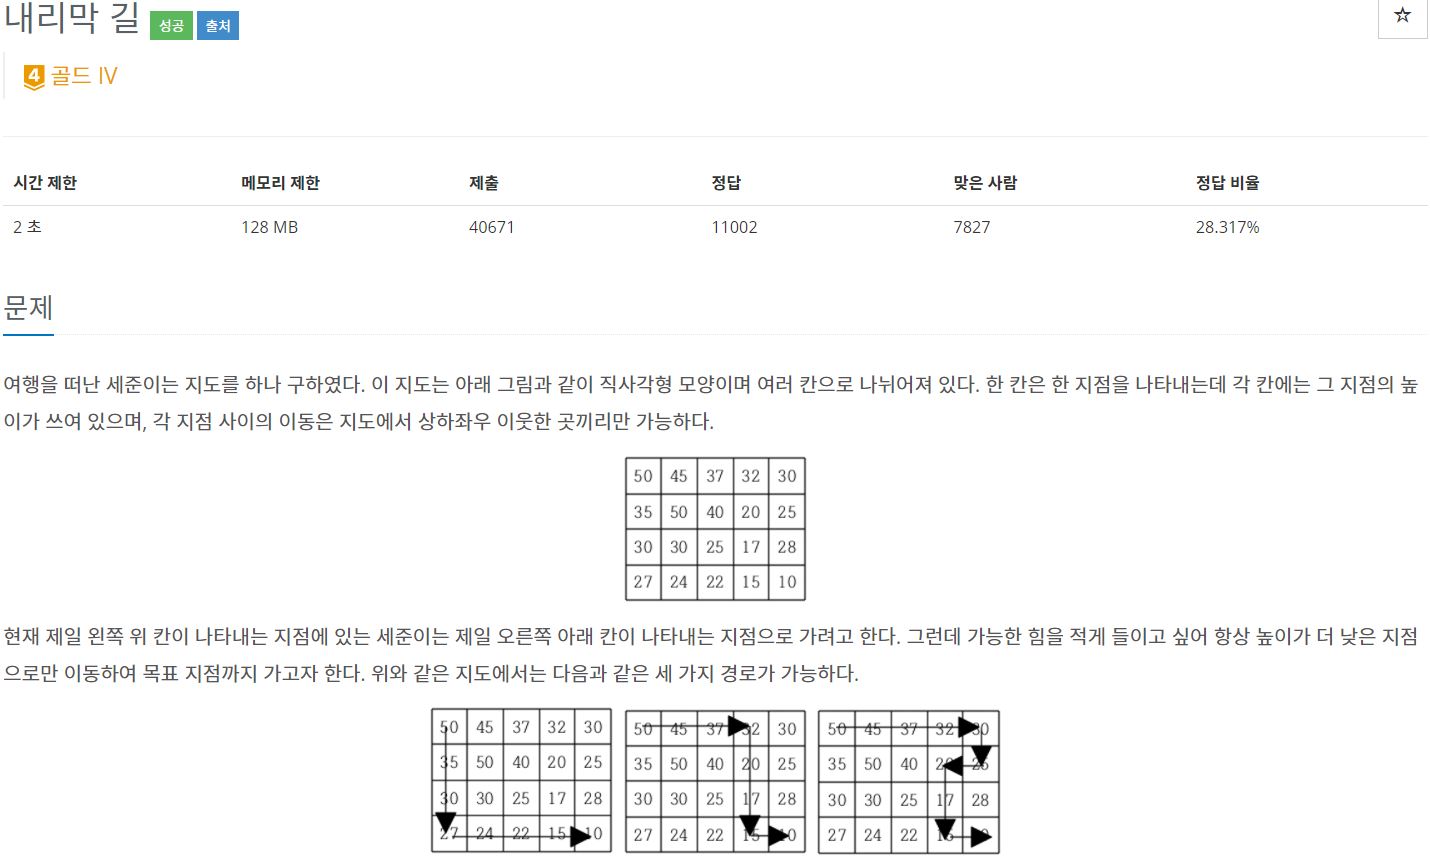 내리막 길 성공 출처
☆
4 골드 IV
시간 제한 메모리 제한 제출 정답 맞은 사람 정답 비율
2 초 128 MB 40671 11002 7827 28.317%
문제
여행을 떠난 세준이는 지도를 하나 구하였다. 이 지도는 아래 그림과 같이 직사각형 모양이며 여러 칸으로 나뉘어져 있다. 한 칸은 한 지점을 나타내는데 각 칸에는 그 지점의 높
이가 쓰여 있으며, 각 지점 사이의 이동은 지도에서 상하좌우 이웃한 곳끼리만 가능하다.
50 45 37 32 30
35 50 40 20 25
30 30 25 17 28
27 24 22 15 10
현재 제일 왼쪽 위 칸이 나타내는 지점에 있는 세준이는 제일 오른쪽 아래 칸이 나타내는 지점으로 가려고 한다. 그런데 가능한 힘을 적게 들이고 싶어 항상 높이가 더 낮은 지점
으로만 이동하여 목표 지점까지 가고자 한다. 위와 같은 지도에서는 다음과 같은 세 가지 경로가 가능하다.
50 45 37 32 30
35 50 40 20 25
30 30 25 17 28
27 24 22 15 10
50 45 37 32 30
35 50 40 20 25
30 30 25 17 28
27 24 22 15 10
50 45 37 32 30
35 50 40 20 25
30 30 25 17 28
27 24 22 15